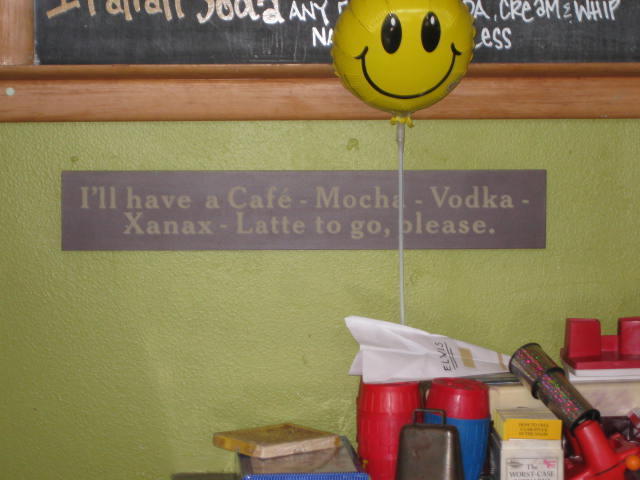 Italian Soda ANY
CREAM & WHIP
I'll have a Café - Mocha - Vodka -
Xanax - Latte to go, please.
ELVIS
The
WORST-CASE